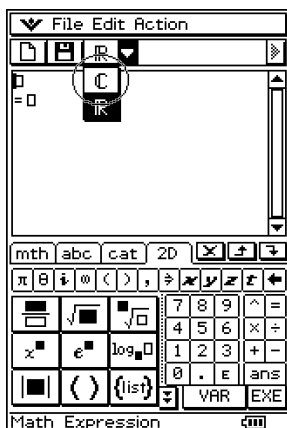 File Edit Action
ℝ
ℂ
ℝ
=
mth abc cat 2D
π θ i ∞ ( ) , ⇒ x y z t ←
7 8 9 ^ =
4 5 6 × ÷
1 2 3 + −
0 . E ans
VAR EXE
√■ ■√□
x■ e■ log■□
|■| ( ) {list}
Math Expression